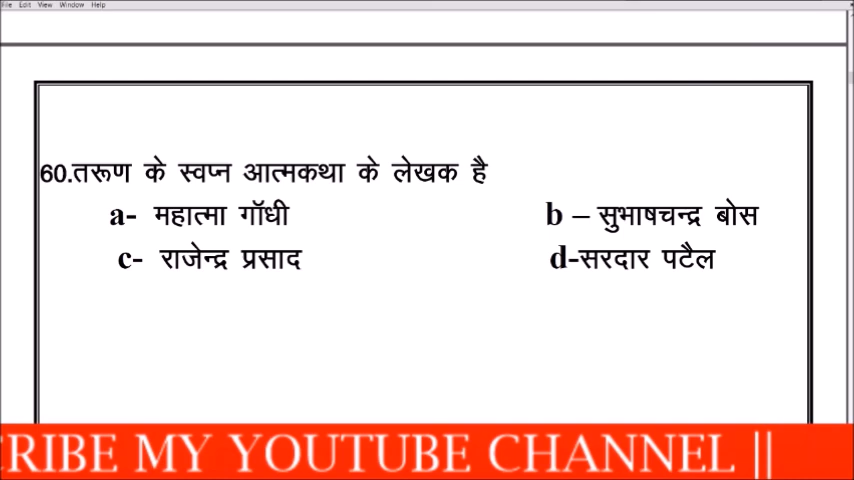 File Edit View Window Help
60.तरूण के स्वप्न आत्मकथा के लेखक है
a- महात्मा गॉधी b – सुभाषचन्द्र बोस
c- राजेन्द्र प्रसाद d-सरदार पटैल
CRIBE MY YOUTUBE CHANNEL ||